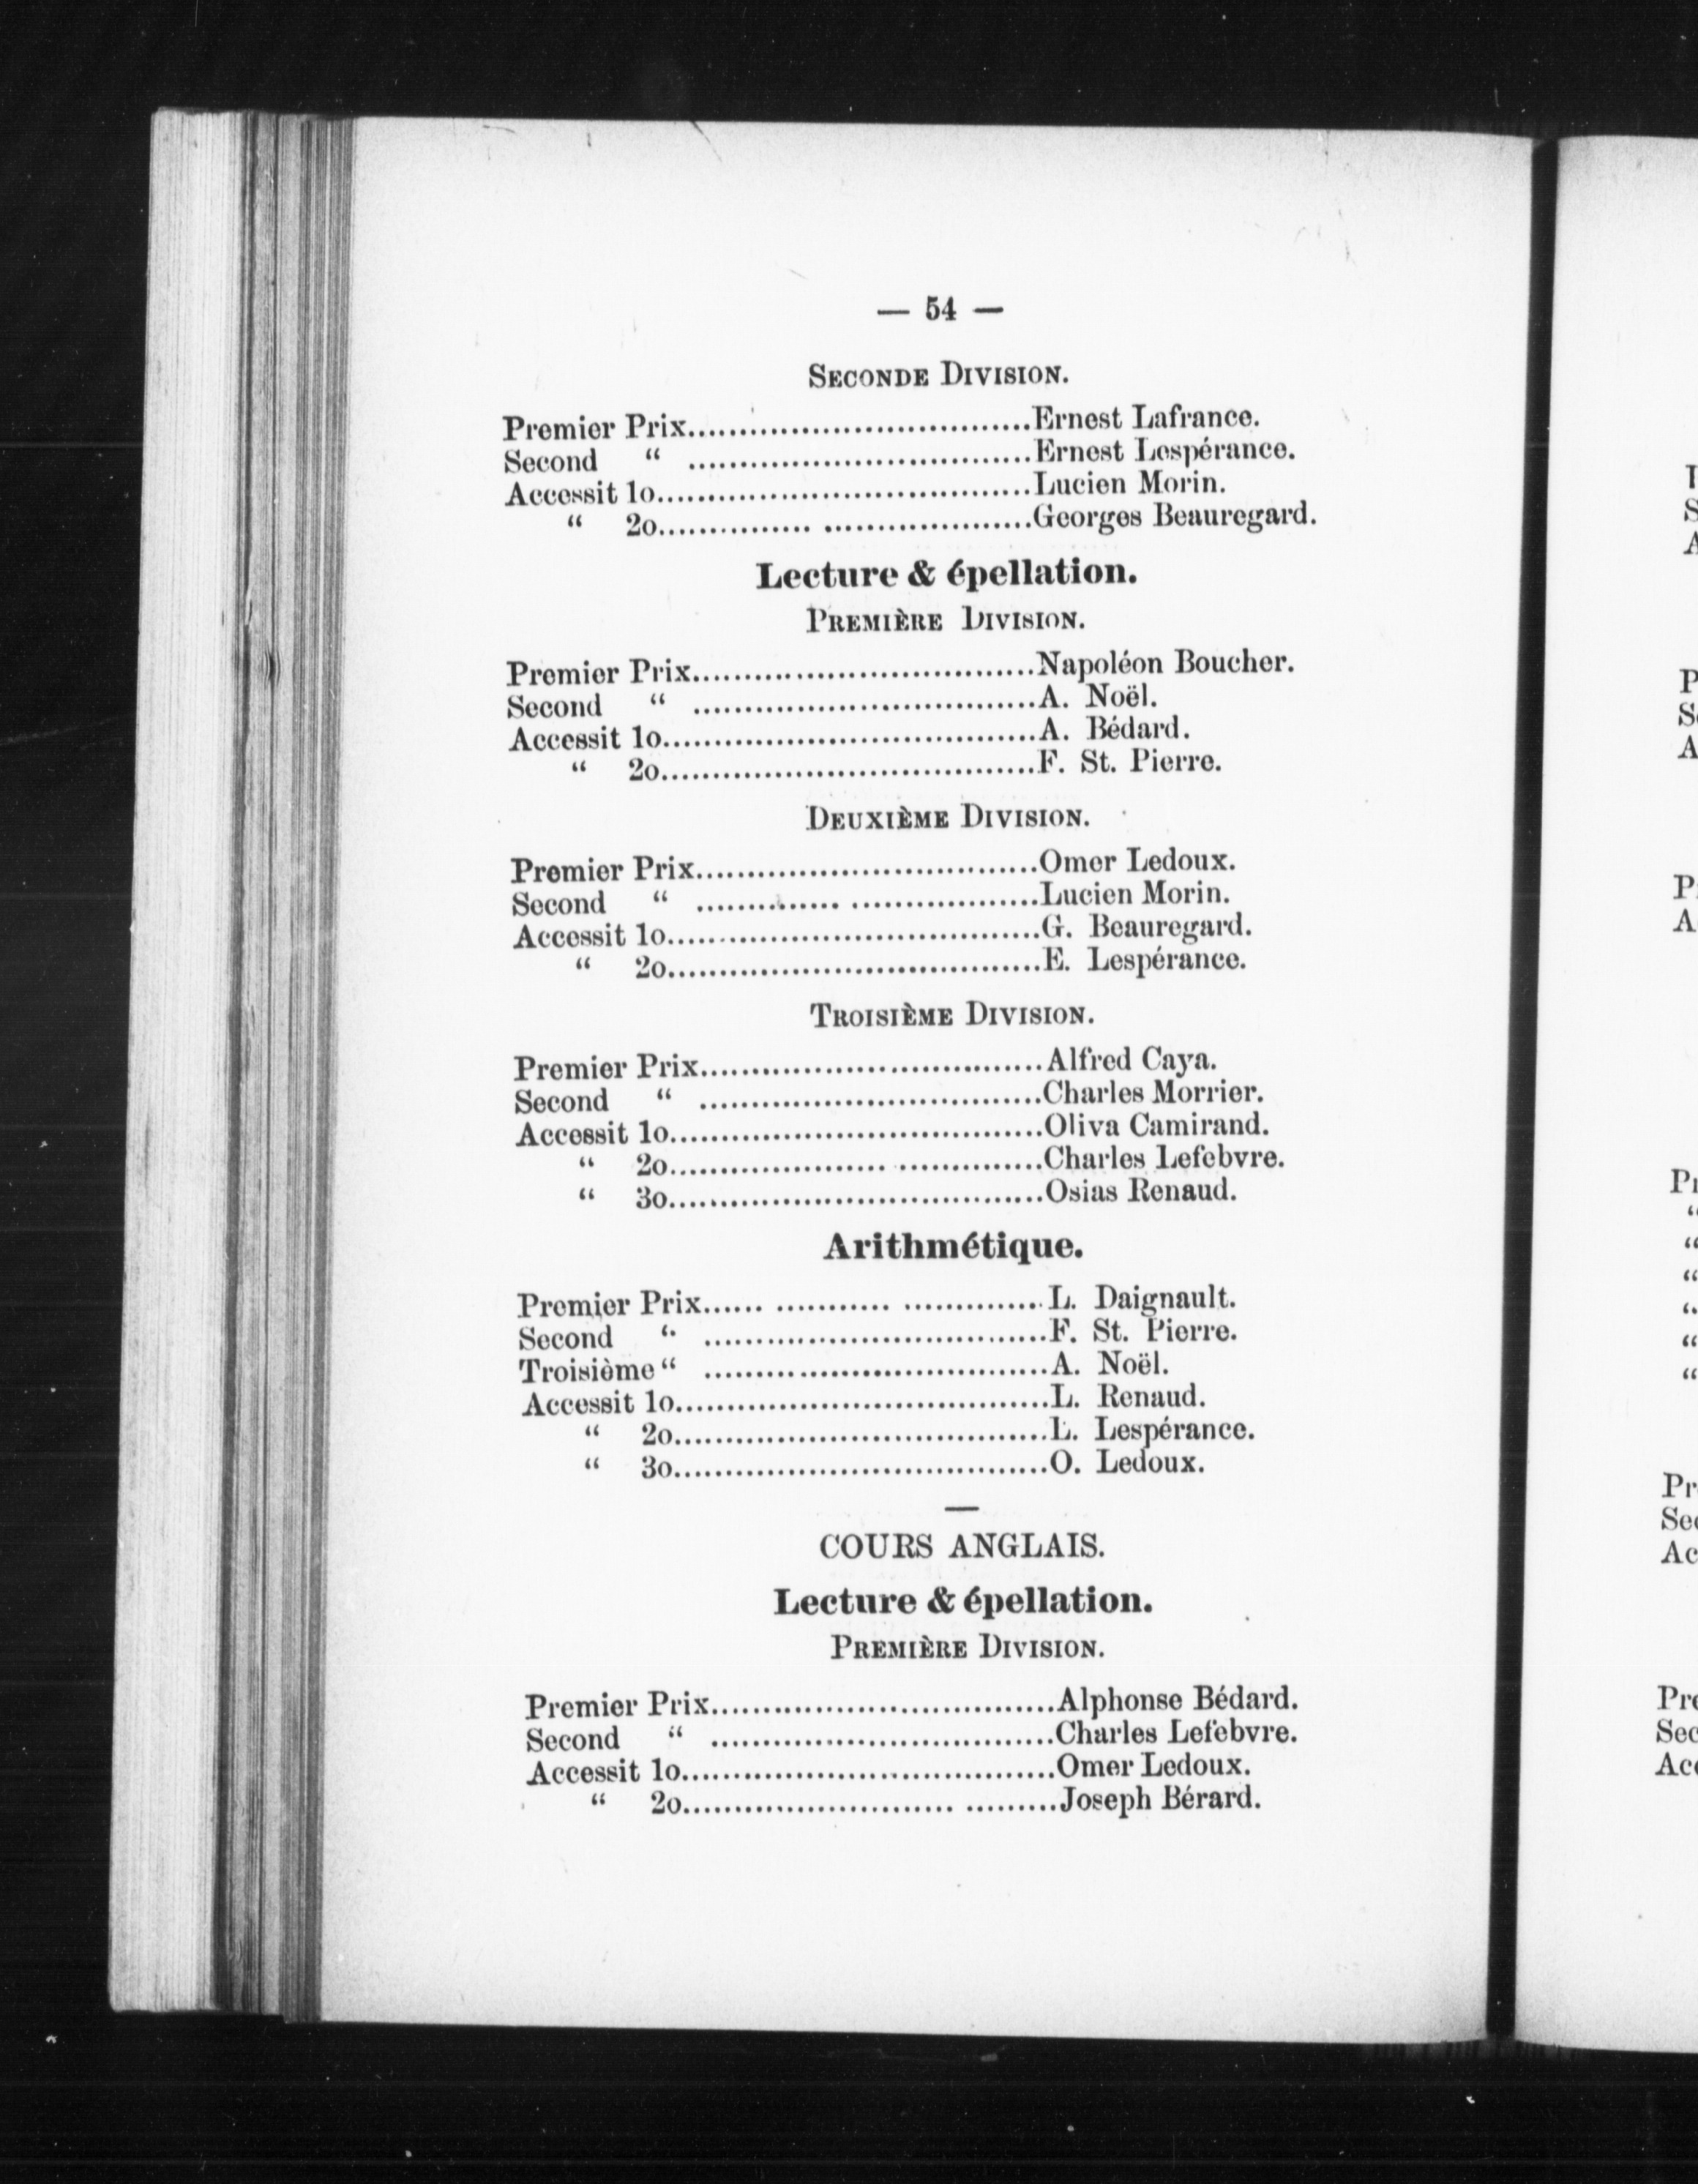 — 54 —
SECONDE DIVISION.
Premier Prix.................................Ernest Lafrance.
Second “ .................................Ernest Lespérance.
Accessit 1o....................................Lucien Morin.
“ 2o............... ....................Georges Beauregard.
Lecture & épellation.
PREMIÈRE DIVISION.
Premier Prix.................................Napoléon Boucher.
Second “ .................................A. Noël.
Accessit 1o....................................A. Bédard.
“ 2o....................................F. St. Pierre.
DEUXIÈME DIVISION.
Premier Prix.................................Omer Ledoux.
Second “ .............. ..................Lucien Morin.
Accessit 1o....................................G. Beauregard.
“ 2o....................................E. Lespérance.
TROISIÈME DIVISION.
Premier Prix.................................Alfred Caya.
Second “ .................................Charles Morrier.
Accessit 1o....................................Oliva Camirand.
“ 2o..................... ..............Charles Lefebvre.
“ 3o....................................Osias Renaud.
Arithmétique.
Premier Prix...... ........... ..............L. Daignault.
Second “ .................................F. St. Pierre.
Troisième “ .................................A. Noël.
Accessit 1o....................................L. Renaud.
“ 2o....................................L. Lespérance.
“ 3o....................................O. Ledoux.
—
COURS ANGLAIS.
Lecture & épellation.
PREMIÈRE DIVISION.
Premier Prix.................................Alphonse Bédard.
Second “ .................................Charles Lefebvre.
Accessit 1o....................................Omer Ledoux.
“ 2o.......................... .........Joseph Bérard.